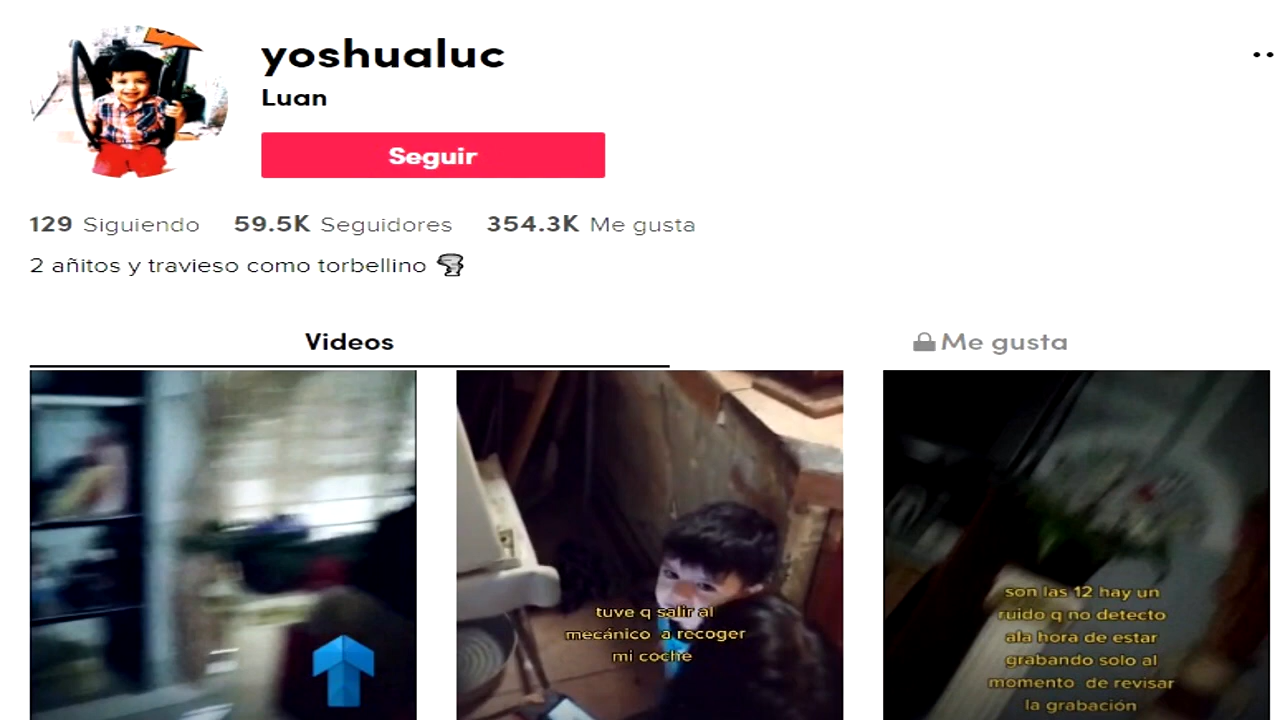 yoshualuc
Luan
Seguir
129 Siguiendo 59.5K Seguidores 354.3K Me gusta
2 añitos y travieso como torbellino
Videos
Me gusta
tuve q salir al
mecánico a recoger
mi coche
son las 12 hay un
ruido q no detecto
ala hora de estar
grabando solo al
momento de revisar
la grabación